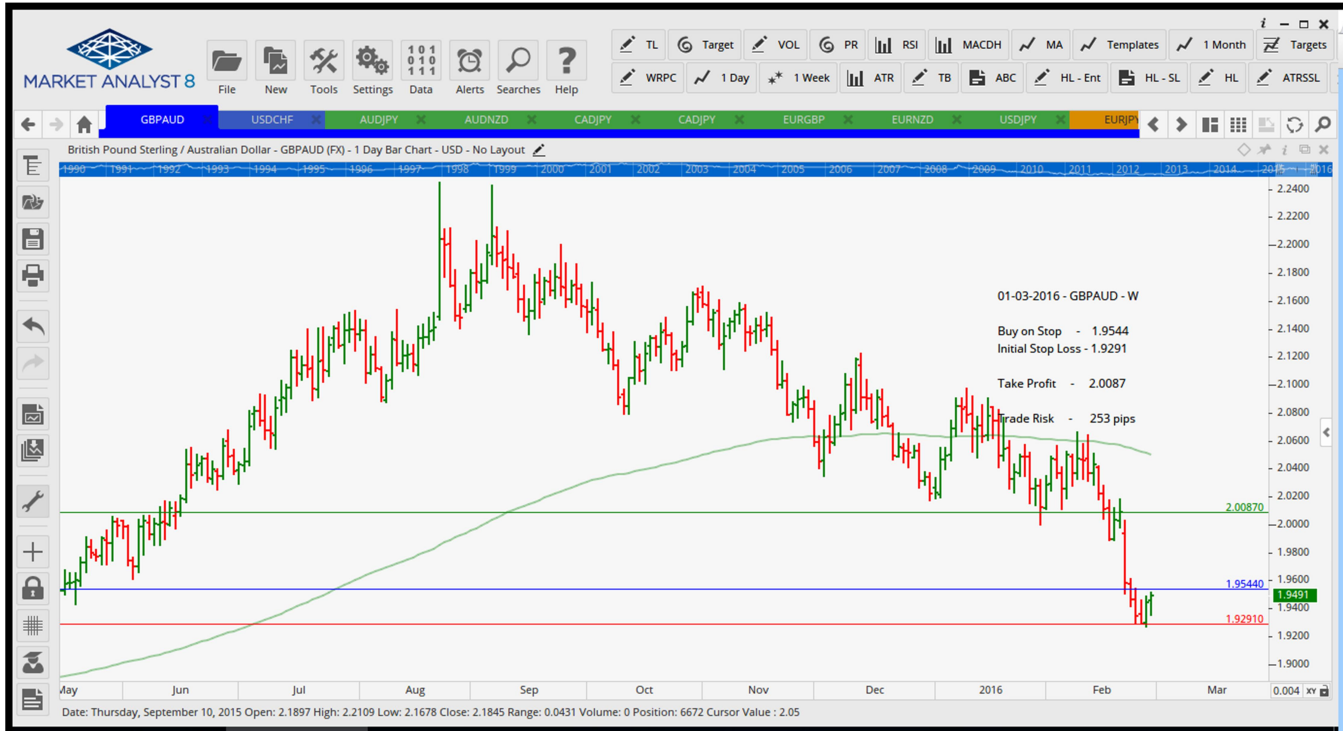 i
MARKET ANALYST 8
101
010
111
File New Tools Settings Data Alerts Searches Help
TL Target VOL PR RSI MACDH MA Templates 1 Month Targets
WRPC 1 Day 1 Week ATR TB ABC HL - Ent HL - SL HL ATRSSL
GBPAUD USDCHF AUDJPY AUDNZD CADJPY CADJPY EURGBP EURNZD USDJPY EURJPY
British Pound Sterling / Australian Dollar - GBPAUD (FX) - 1 Day Bar Chart - USD - No Layout
1990 1991 1992 1993 1994 1995 1996 1997 1998 1999 2000 2001 2002 2003 2004 2005 2006 2007 2008 2009 2010 2011 2012 2013 2014 2015 2016
2.2400
2.2200
2.2000
2.1800
2.1600
2.1400
2.1200
2.1000
2.0800
2.0600
2.0400
2.0200
2.0000
1.9800
1.9600
1.9491
1.9400
1.9200
1.9000
01-03-2016 - GBPAUD - W
Buy on Stop - 1.9544
Initial Stop Loss - 1.9291
Take Profit - 2.0087
Trade Risk - 253 pips
2.00870
1.95440
1.92910
May Jun Jul Aug Sep Oct Nov Dec 2016 Feb Mar
0.004 XY
Date: Thursday, September 10, 2015 Open: 2.1897 High: 2.2109 Low: 2.1678 Close: 2.1845 Range: 0.0431 Volume: 0 Position: 6672 Cursor Value : 2.05